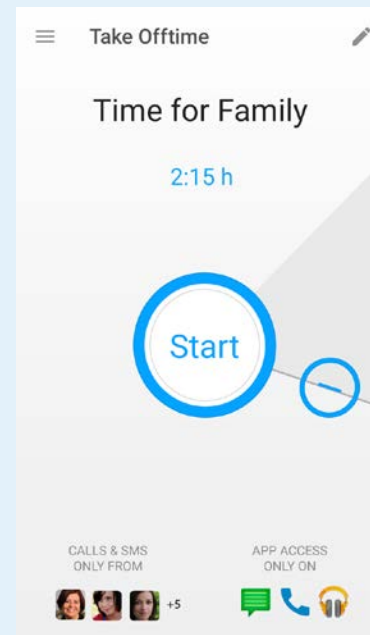 Take Offtime
Time for Family
2:15 h
Start
CALLS & SMS
ONLY FROM
APP ACCESS
ONLY ON
+5